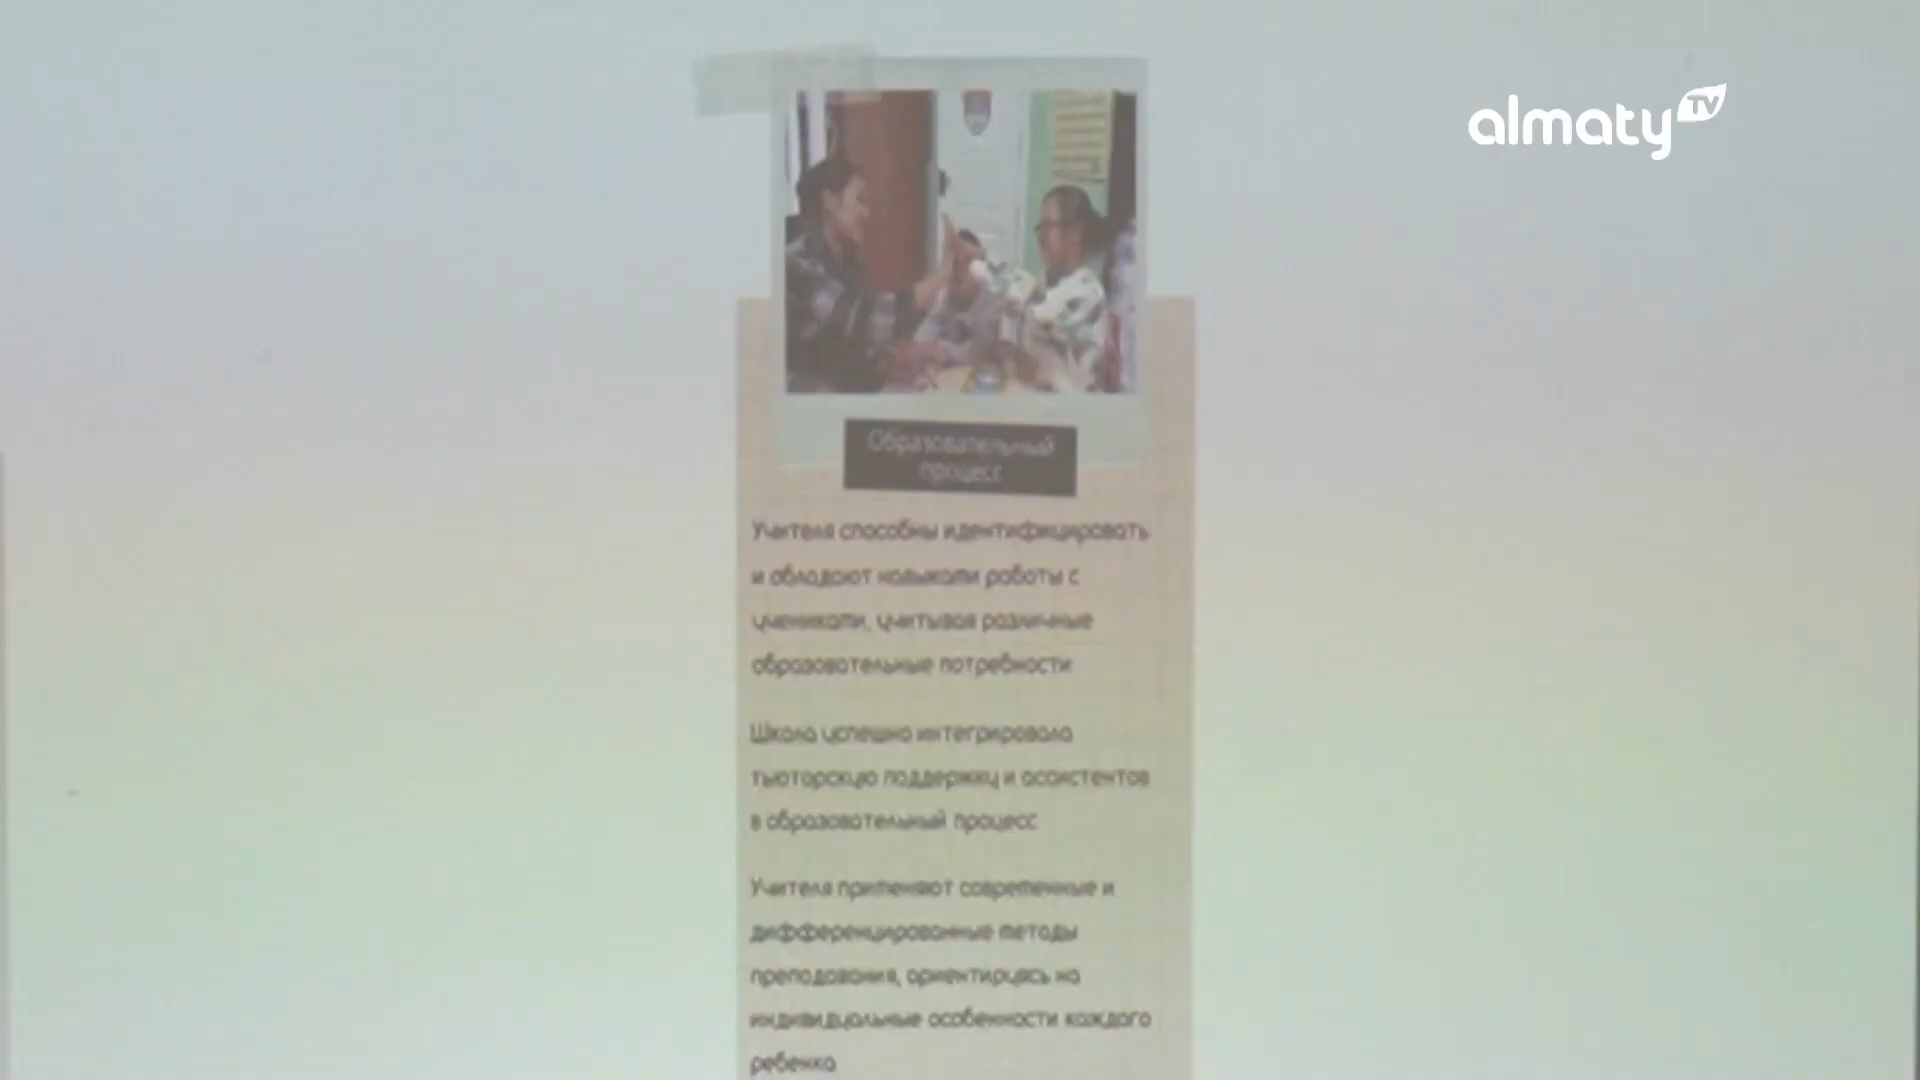 almaty TV
Образовательный
процесс
Учителя способны идентифицировать
и обладают навыками работы с
учениками, учитывая различные
образовательные потребности
Школа успешно интегрировала
тьюторскую поддержку и ассистентов
в образовательный процесс
Учителя применяют современные и
дифференцированные методы
преподавания, ориентируясь на
индивидуальные особенности каждого
ребенка